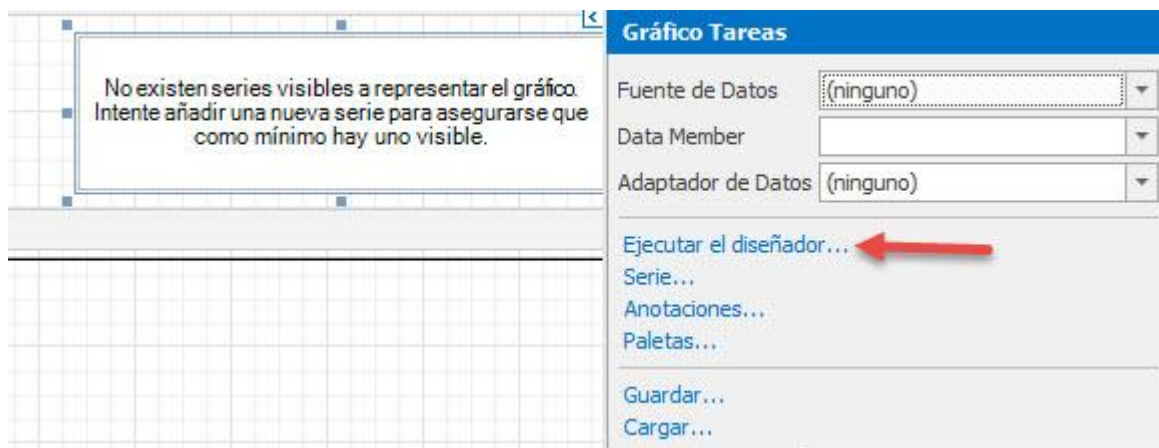 No existen series visibles a representar el gráfico.
Intente añadir una nueva serie para asegurarse que
como mínimo hay uno visible.
Gráfico Tareas
Fuente de Datos (ninguno)
Data Member
Adaptador de Datos (ninguno)
Ejecutar el diseñador...
Serie...
Anotaciones...
Paletas...
Guardar...
Cargar...